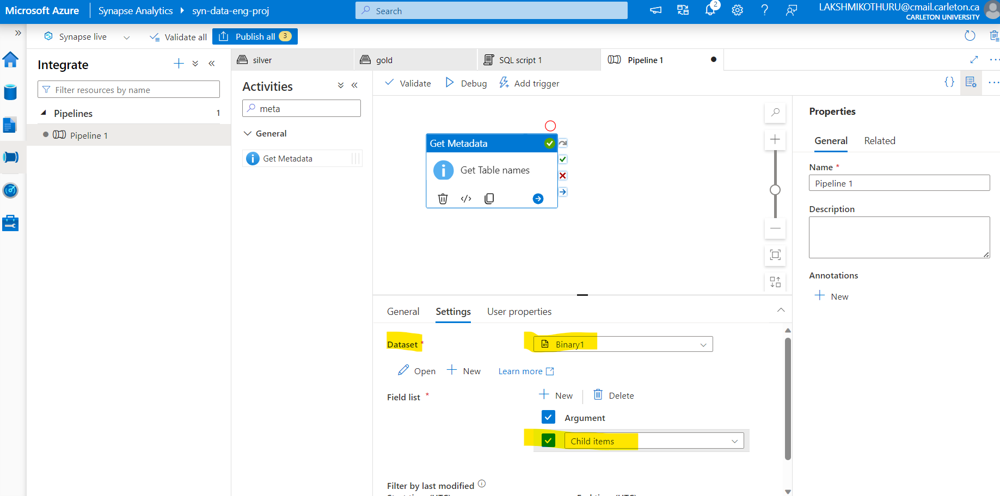 Microsoft Azure
Synapse Analytics
syn-data-eng-proj
Search
2
LAKSHMIKOTHURU@cmail.carleton.ca
CARLETON UNIVERSITY
Synapse live
Validate all
Publish all
3
Integrate
Filter resources by name
Pipelines
1
Pipeline 1
silver
gold
SQL script 1
Pipeline 1
Activities
meta
General
Get Metadata
Validate
Debug
Add trigger
Get Metadata
Get Table names
General
Settings
User properties
Dataset *
Binary1
Open
New
Learn more
Field list *
New
Delete
Argument
Child items
Filter by last modified
Properties
General
Related
Name *
Pipeline 1
Description
Annotations
New